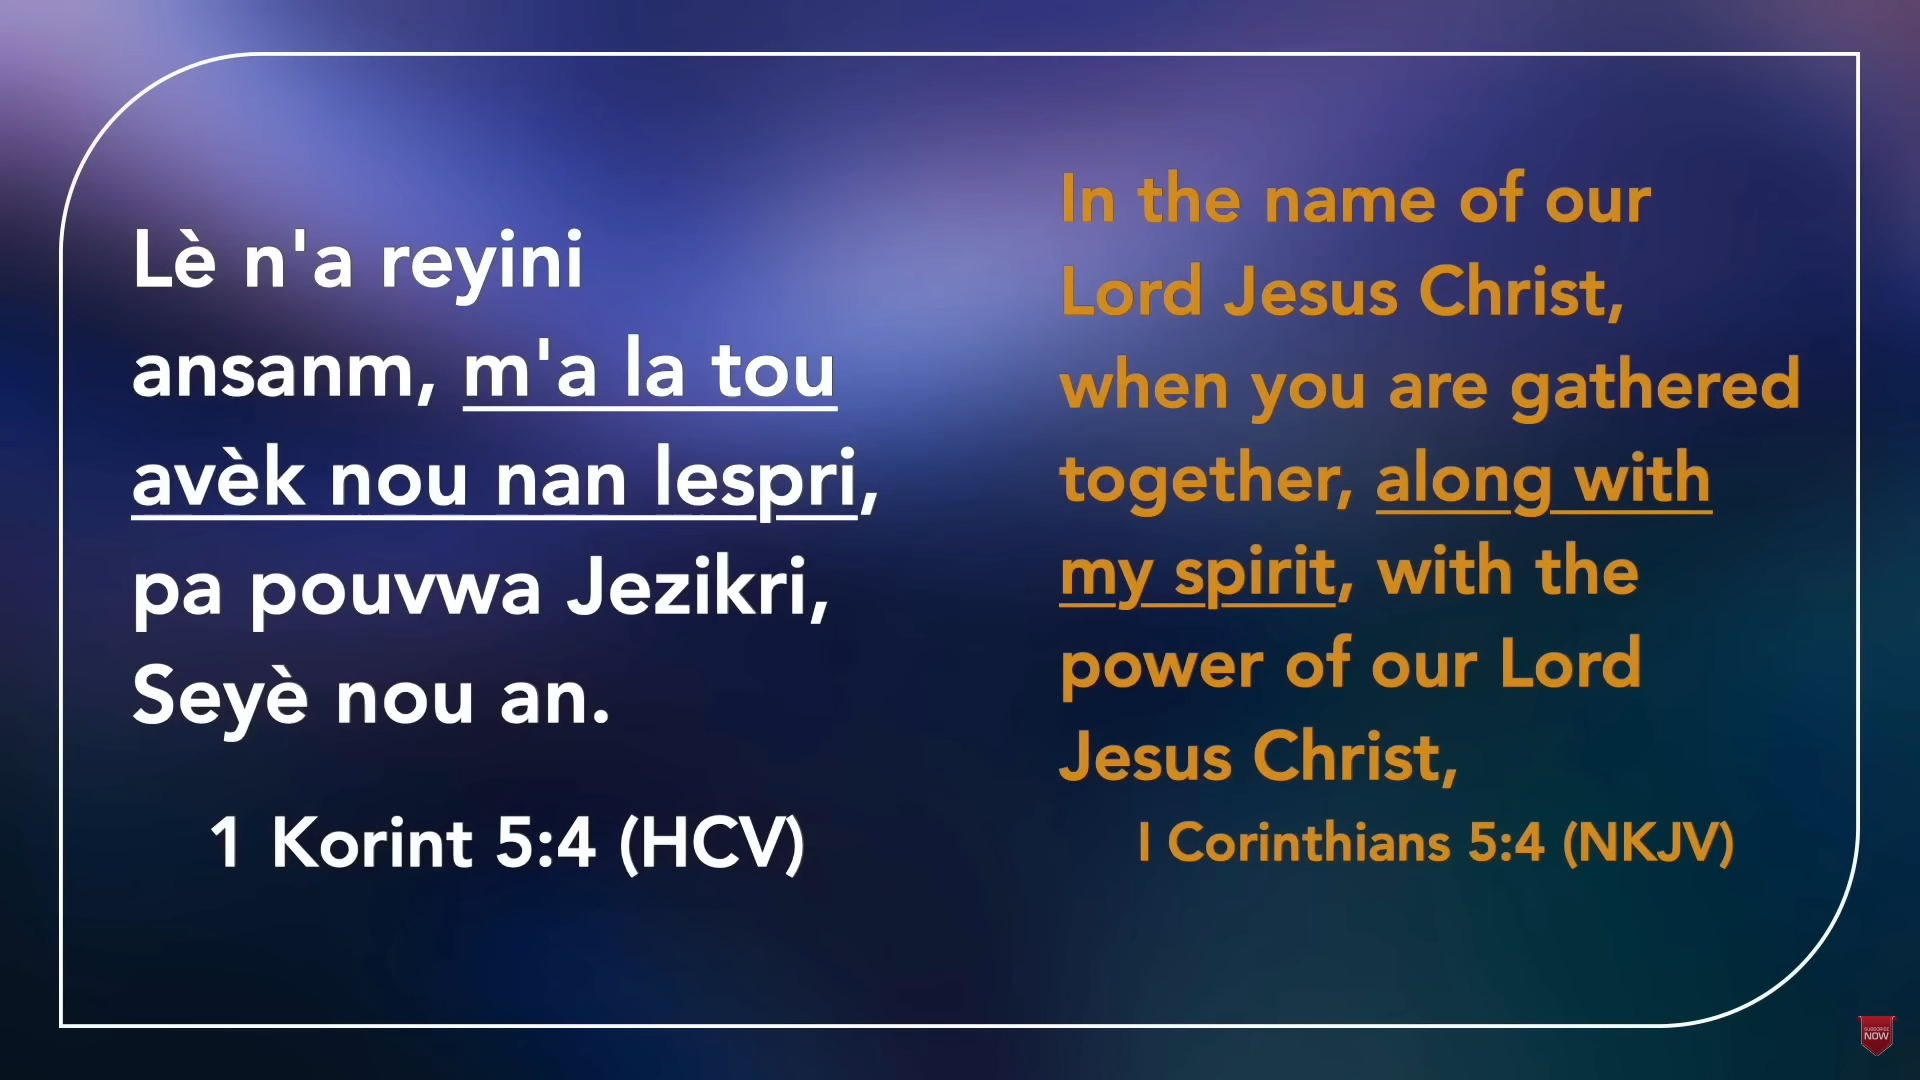 Lè n'a reyini
ansanm, m'a la tou
avèk nou nan lespri,
pa pouvwa Jezikri,
Seyè nou an.
1 Korint 5:4 (HCV)
In the name of our
Lord Jesus Christ,
when you are gathered
together, along with
my spirit, with the
power of our Lord
Jesus Christ,
I Corinthians 5:4 (NKJV)
SUBSCRIBE
NOW